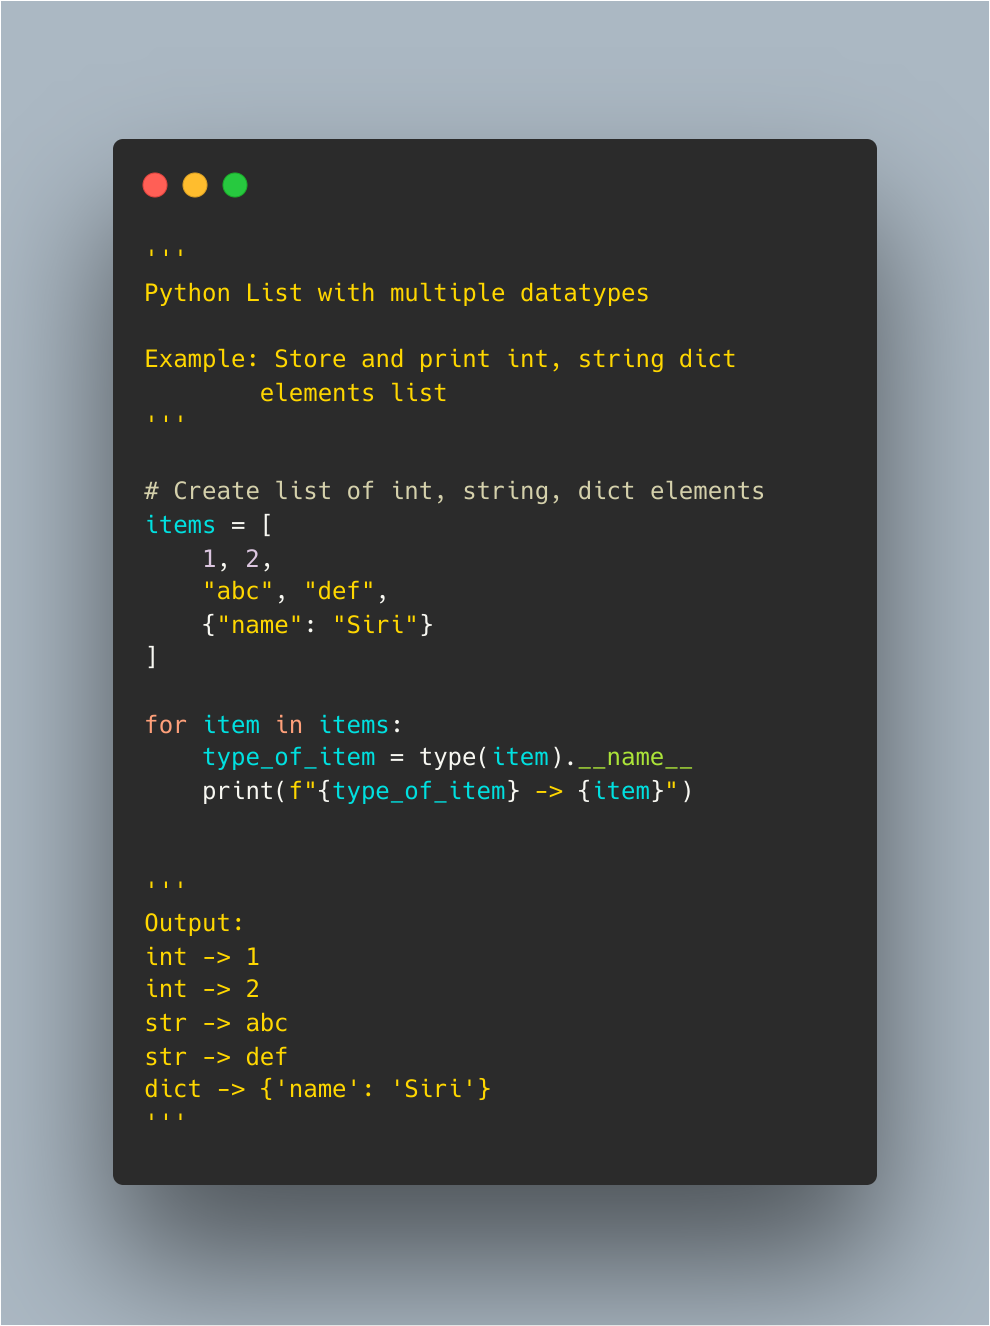 '''
Python List with multiple datatypes

Example: Store and print int, string dict
        elements list
'''

# Create list of int, string, dict elements
items = [
    1, 2,
    "abc", "def",
    {"name": "Siri"}
]

for item in items:
    type_of_item = type(item).__name__
    print(f"{type_of_item} -> {item}")


'''
Output:
int -> 1
int -> 2
str -> abc
str -> def
dict -> {'name': 'Siri'}
'''